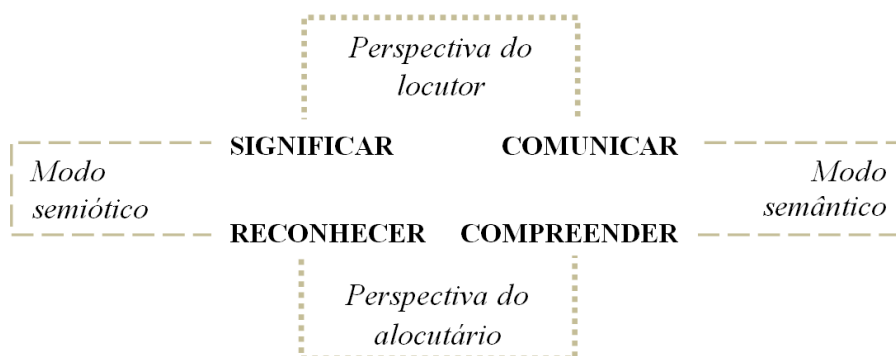 Perspectiva do
locutor
SIGNIFICAR COMUNICAR
Modo
semiótico
Modo
semântico
RECONHECER COMPREENDER
Perspectiva do
alocutário